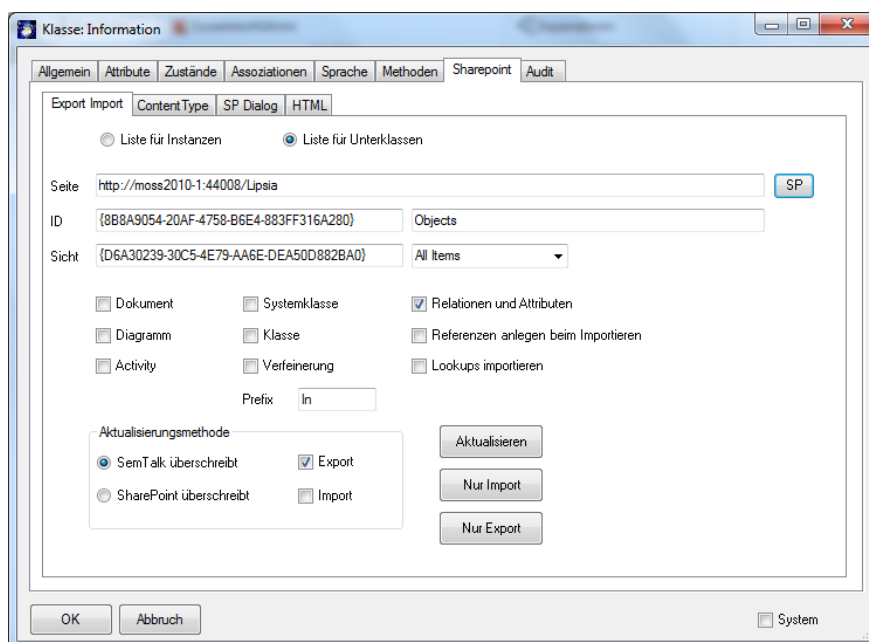 Klasse: Information
Allgemein Attribute Zustände Assoziationen Sprache Methoden Sharepoint Audit
Export Import ContentType SP Dialog HTML
Liste für Instanzen Liste für Unterklassen
Seite http://moss2010-1:44008/Lipsia SP
ID {8B8A9054-20AF-4758-B6E4-883FF316A280} Objects
Sicht {D6A30239-30C5-4E79-AA6E-DEA50D882BA0} All Items
Dokument Systemklasse Relationen und Attributen
Diagramm Klasse Referenzen anlegen beim Importieren
Activity Verfeinerung Lookups importieren
Prefix In
Aktualisierungsmethode
Aktualisieren
SemTalk überschreibt Export
Nur Import
SharePoint überschreibt Import
Nur Export
OK Abbruch System